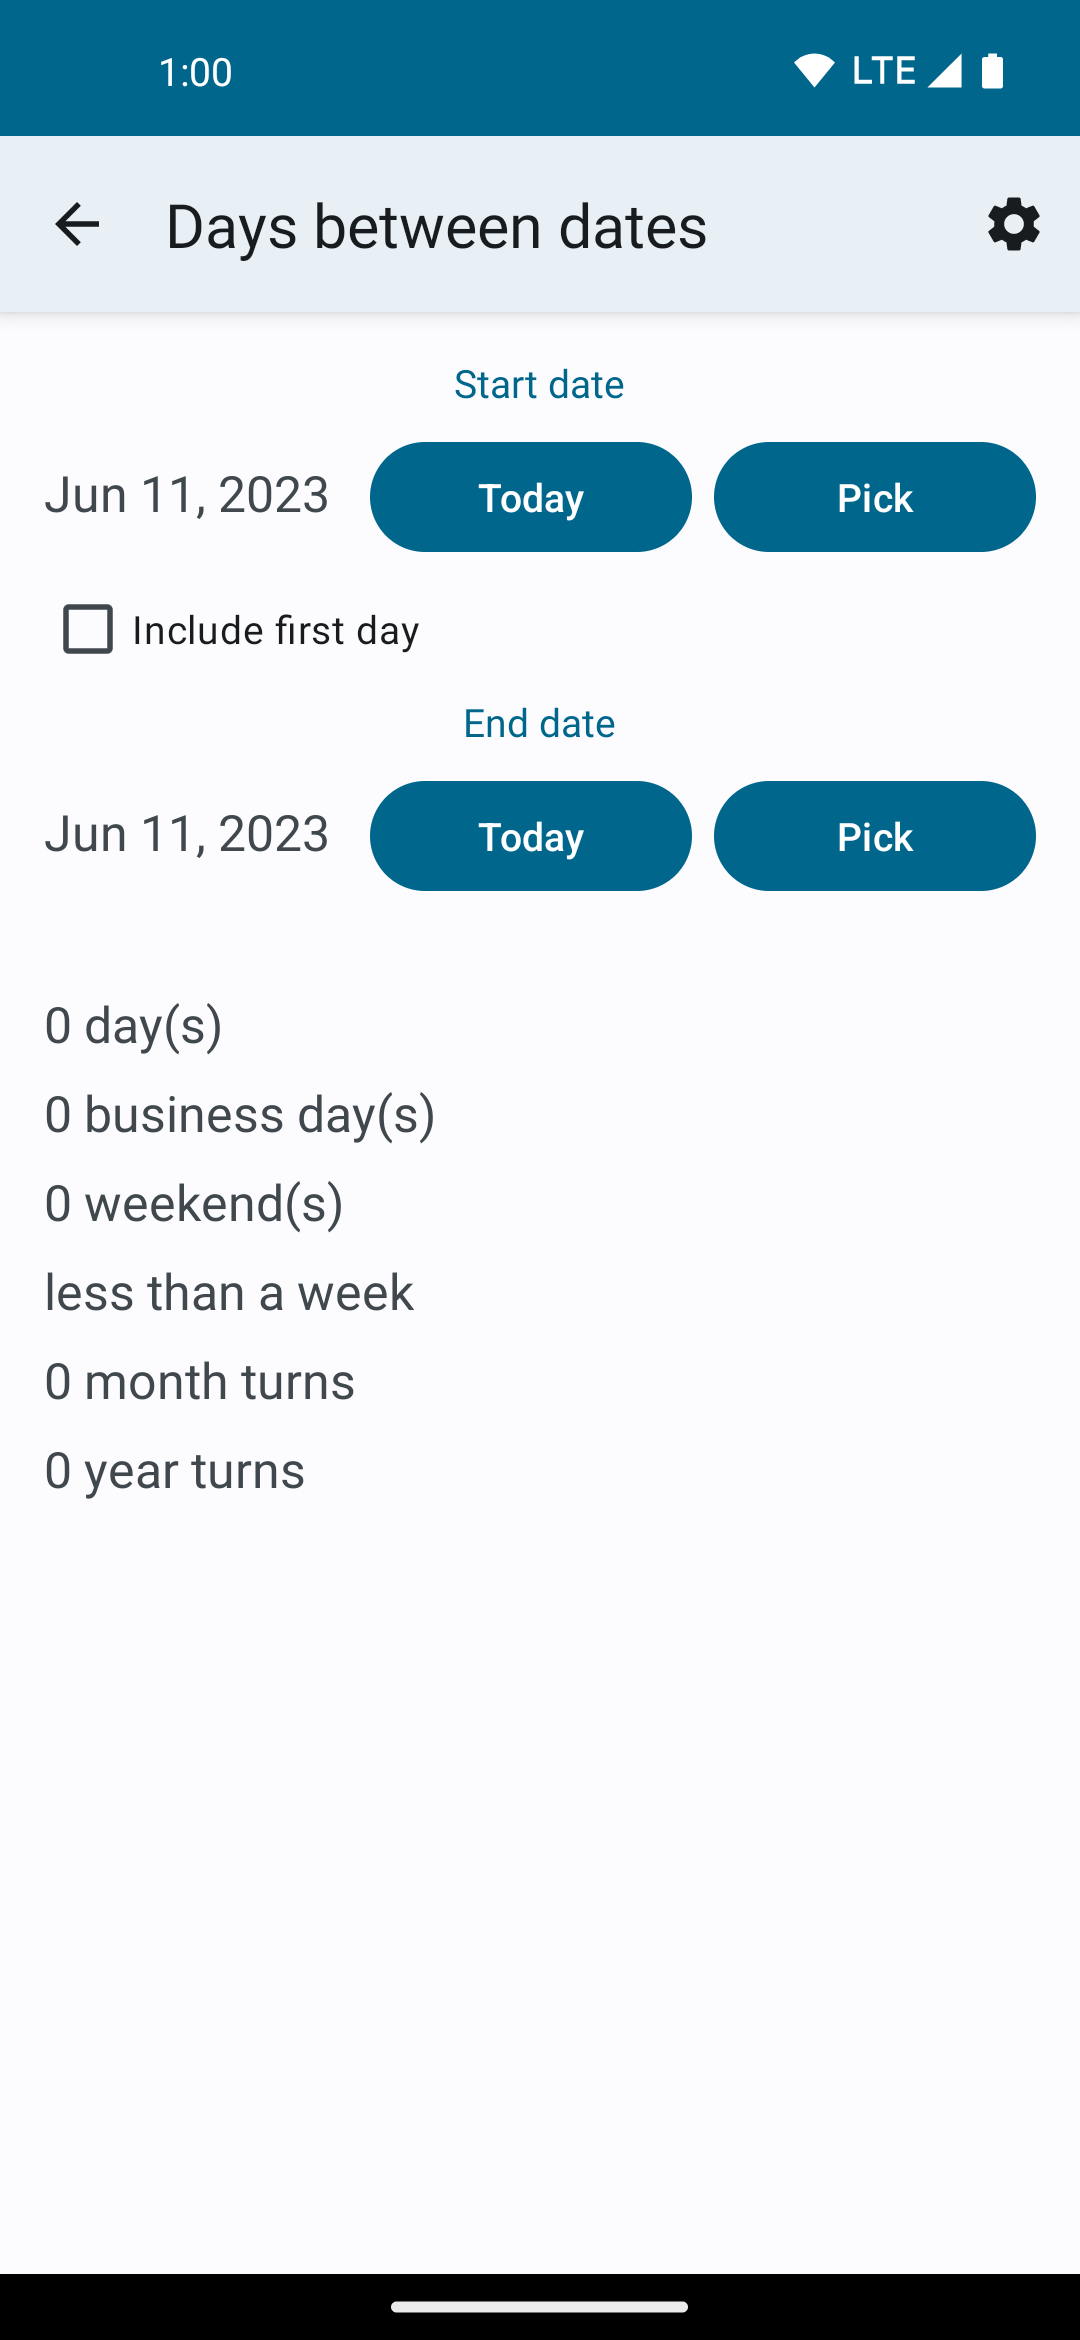 1:00 LTE
Days between dates
Start date
Jun 11, 2023 Today Pick
Include first day
End date
Jun 11, 2023 Today Pick
0 day(s)
0 business day(s)
0 weekend(s)
less than a week
0 month turns
0 year turns